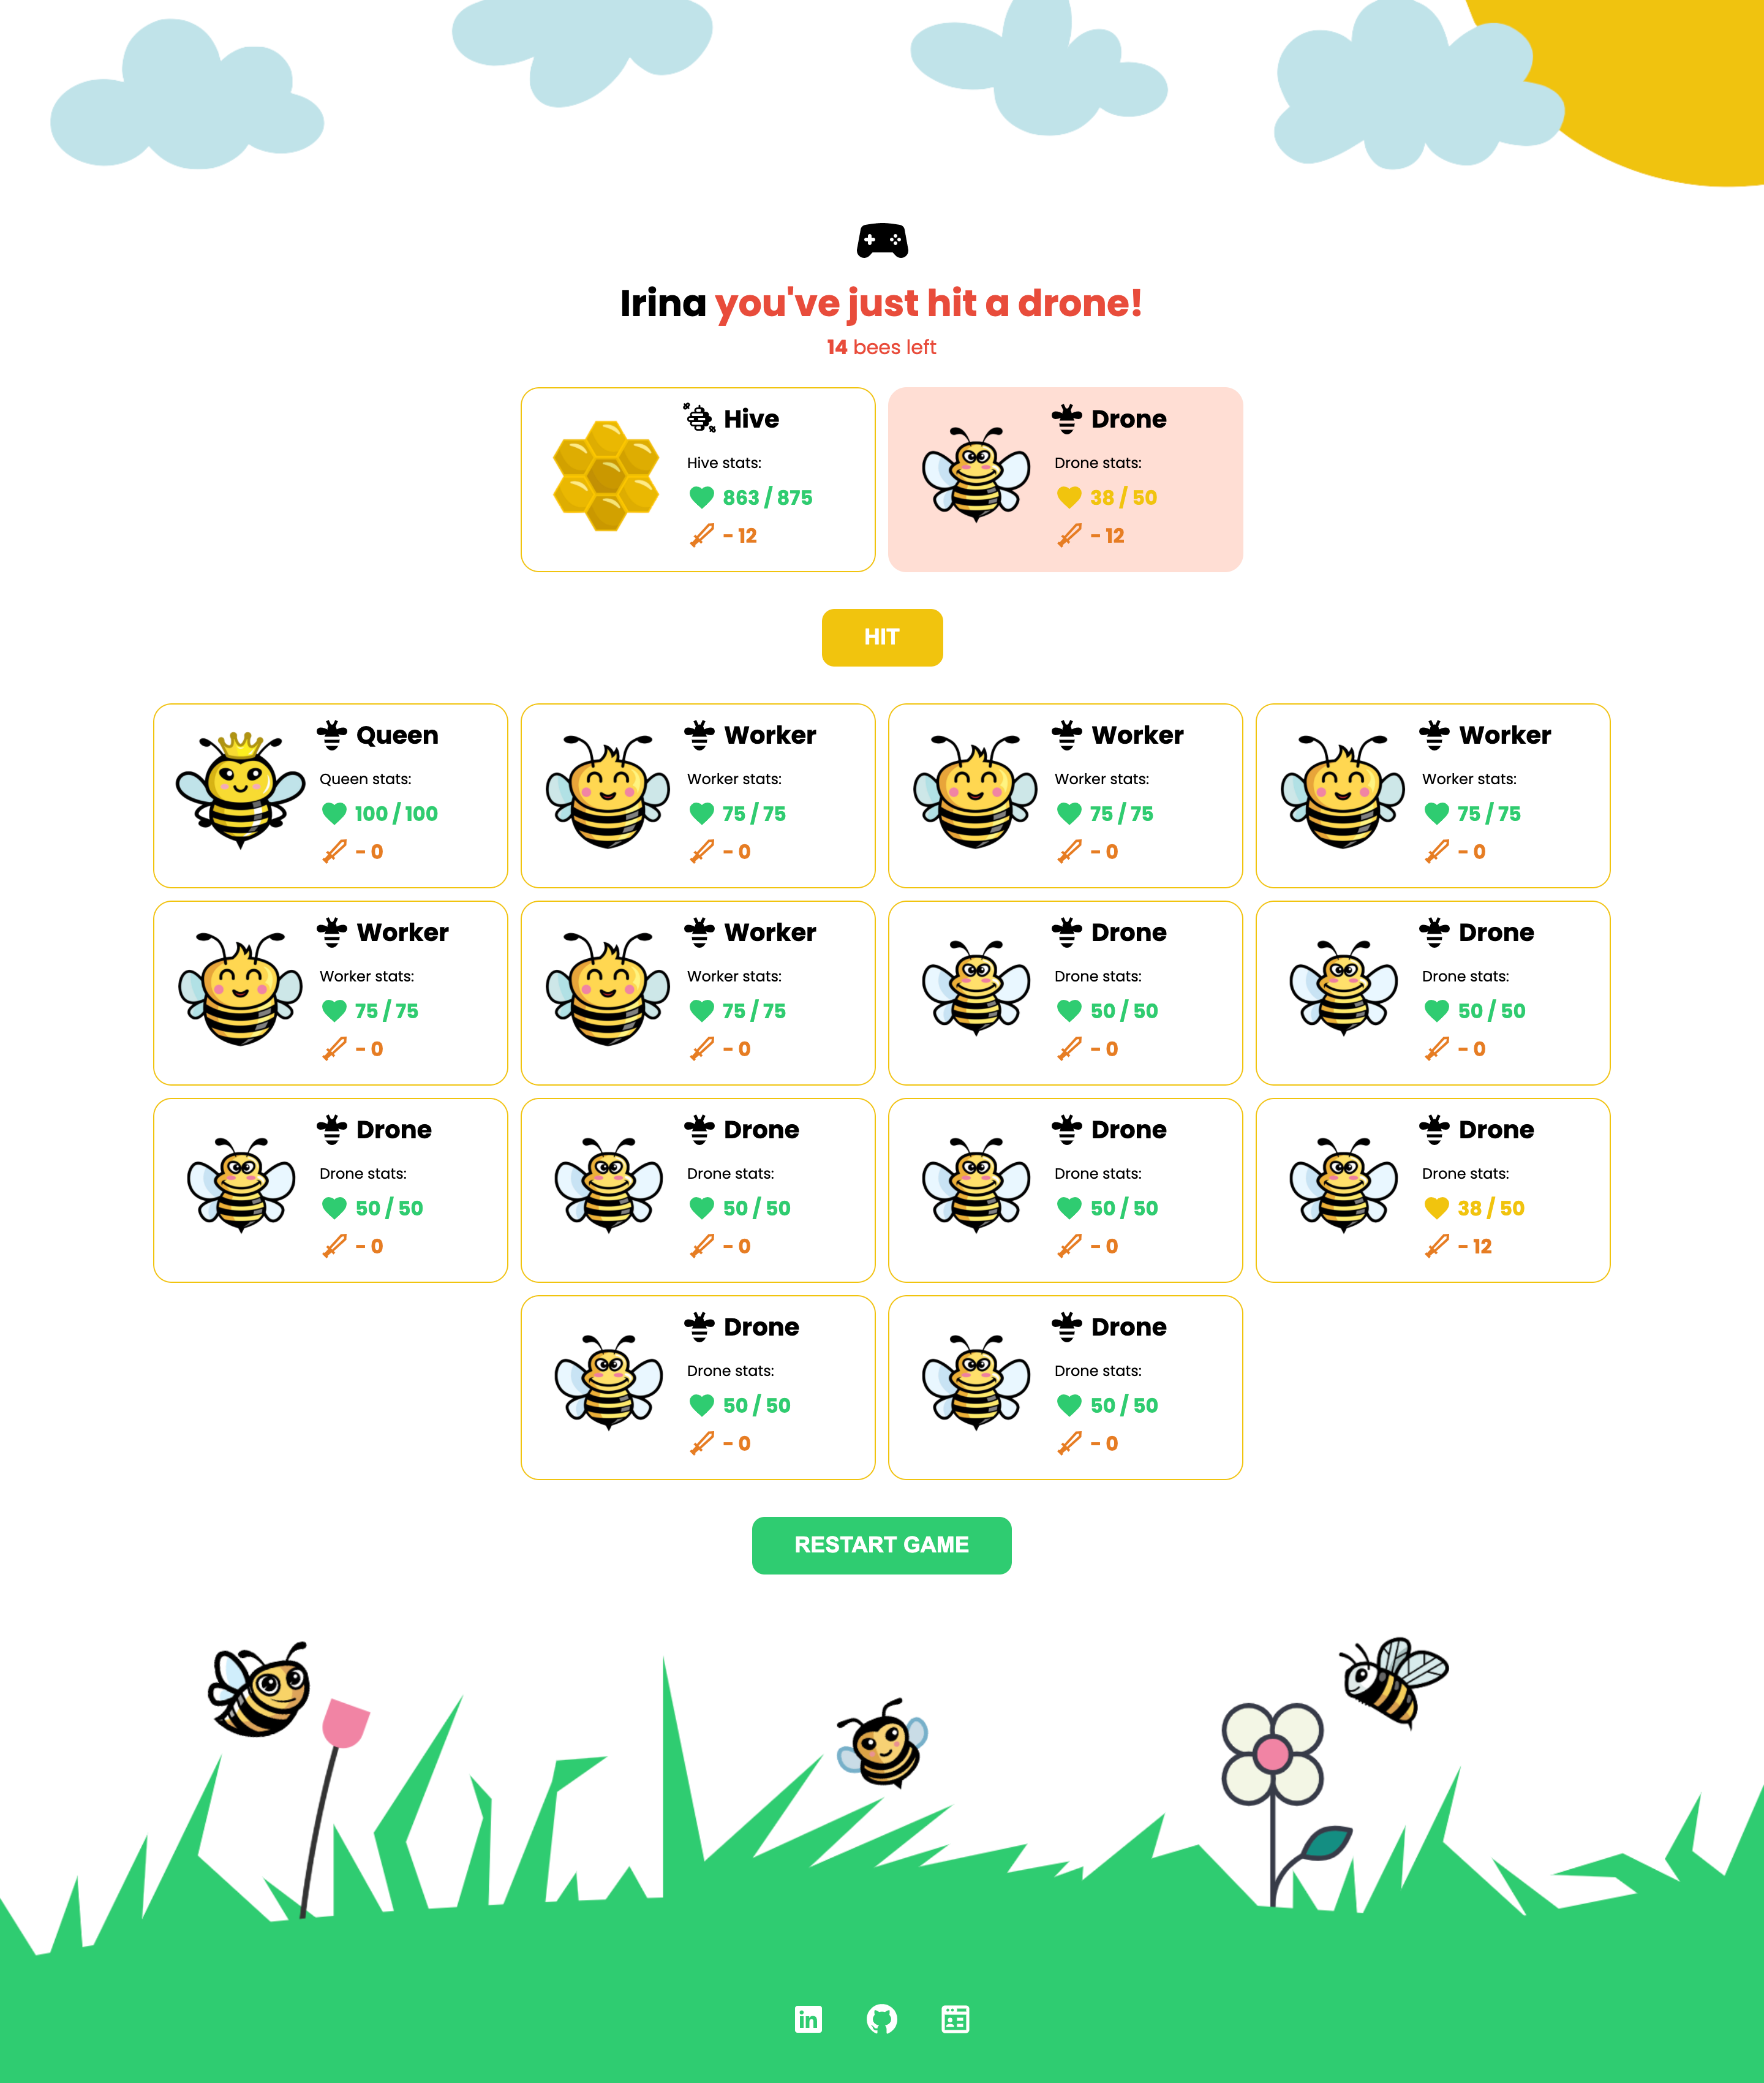 Irina you've just hit a drone!
14 bees left
Hive
Hive stats:
863 / 875
- 12
Drone
Drone stats:
38 / 50
- 12
HIT
Queen
Queen stats:
100 / 100
- 0
Worker
Worker stats:
75 / 75
- 0
Worker
Worker stats:
75 / 75
- 0
Worker
Worker stats:
75 / 75
- 0
Worker
Worker stats:
75 / 75
- 0
Worker
Worker stats:
75 / 75
- 0
Drone
Drone stats:
50 / 50
- 0
Drone
Drone stats:
50 / 50
- 0
Drone
Drone stats:
50 / 50
- 0
Drone
Drone stats:
50 / 50
- 0
Drone
Drone stats:
50 / 50
- 0
Drone
Drone stats:
38 / 50
- 12
Drone
Drone stats:
50 / 50
- 0
Drone
Drone stats:
50 / 50
- 0
RESTART GAME
in